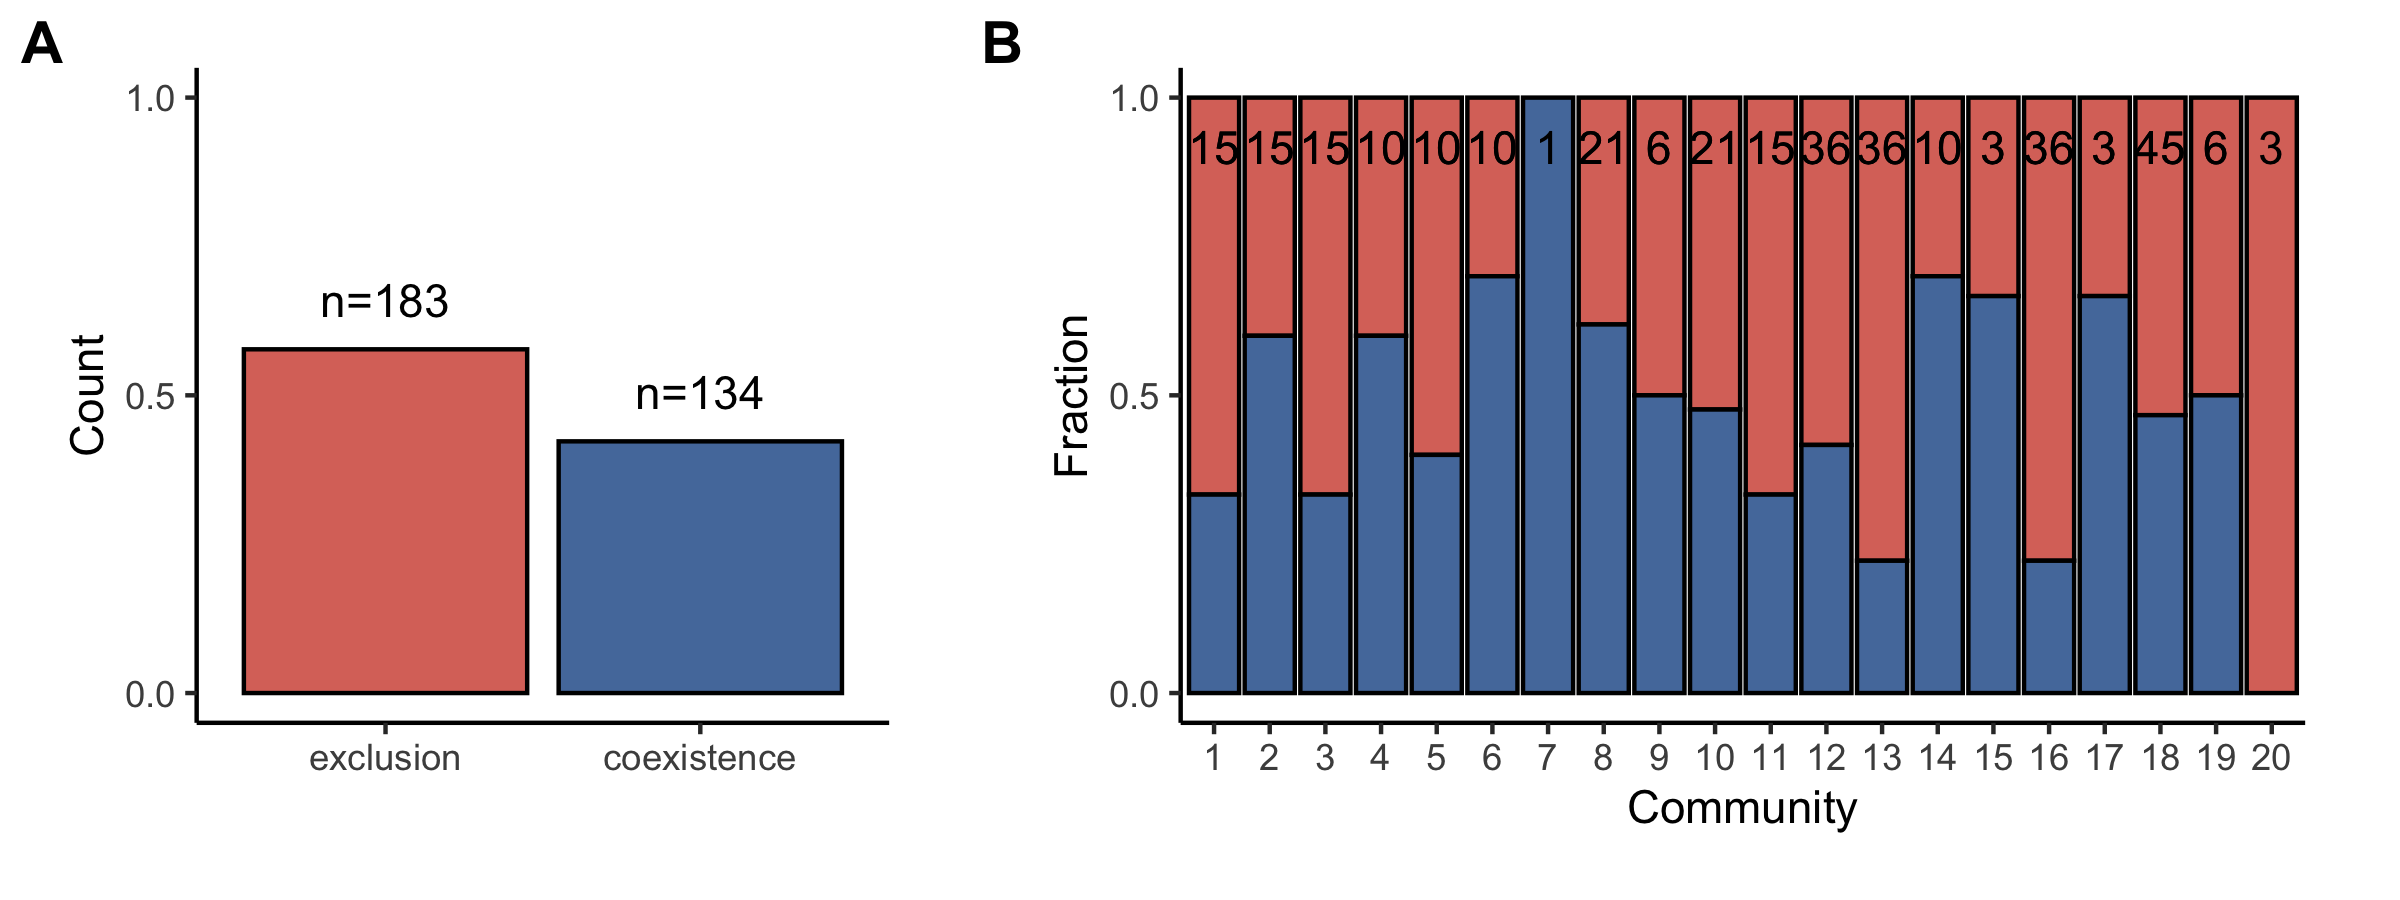 A
1.0
0.5
0.0
Count
n=183
n=134
exclusion coexistence
B
1.0
0.5
0.0
Fraction
15 15 15 10 10 10 1 21 6 21 15 36 36 10 3 36 3 45 6 3
1 2 3 4 5 6 7 8 9 10 11 12 13 14 15 16 17 18 19 20
Community